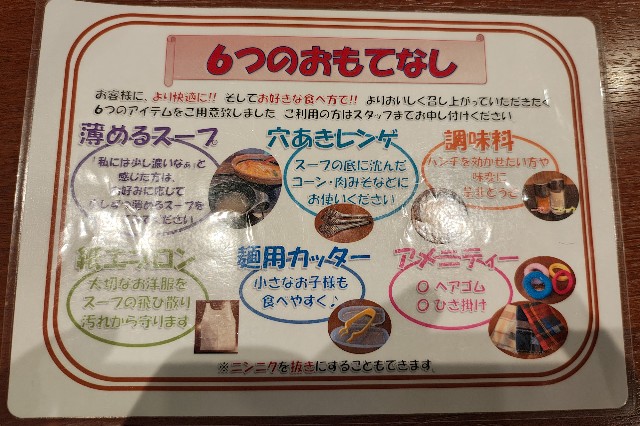 6つのおもてなし
お客様に、より快適に!! そしてお好きな食べ方で!! よりおいしく召し上がっていただきたく
6つのアイテムをご用意致しました ご利用の方はスタッフまでお申し付けください
薄めるスープ
「私には少し濃いなぁ」と
感じた方は、
お好みに応じて
薄めるスープを
ください
穴あきレンゲ
スープの底に沈んだ
コーン・肉みそなどに
お使いください
調味料
パンチを効かせたい方や
味変に
是非どうぞ
紙エプロン
大切なお洋服を
スープの飛び散り
汚れから守ります
麺用カッター
小さなお子様も
食べやすく♪
アメニティー
○ ヘアゴム
○ ひざ掛け
※ニンニクを抜きにすることもできます